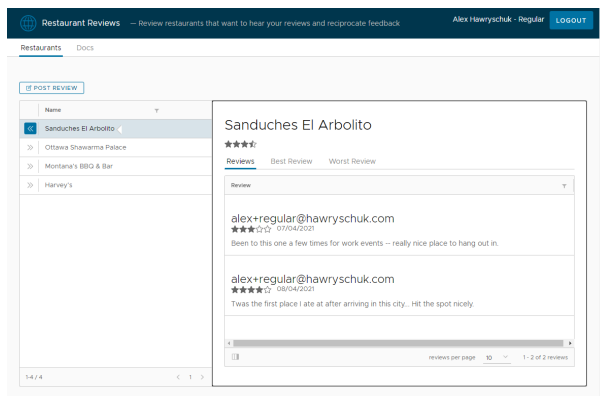 Restaurant Reviews — Review restaurants that want to hear your reviews and reciprocate feedback Alex Hawryschuk - Regular LOGOUT
Restaurants Docs
POST REVIEW
Name
Sanduches El Arbolito
Ottawa Shawarma Palace
Montana's BBQ & Bar
Harvey's
1-4 / 4 1
Sanduches El Arbolito
Reviews Best Review Worst Review
Review
alex+regular@hawryschuk.com
07/04/2021
Been to this one a few times for work events -- really nice place to hang out in.
alex+regular@hawryschuk.com
08/04/2021
Twas the first place I ate at after arriving in this city... Hit the spot nicely.
reviews per page 10 1 - 2 of 2 reviews